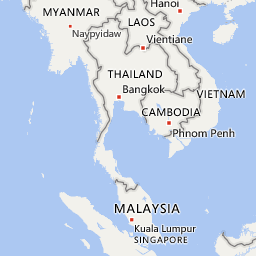 Hanoi
MYANMAR
LAOS
Naypyidaw
Vientiane
THAILAND
Bangkok
VIETNAM
CAMBODIA
Phnom Penh
MALAYSIA
Kuala Lumpur
SINGAPORE